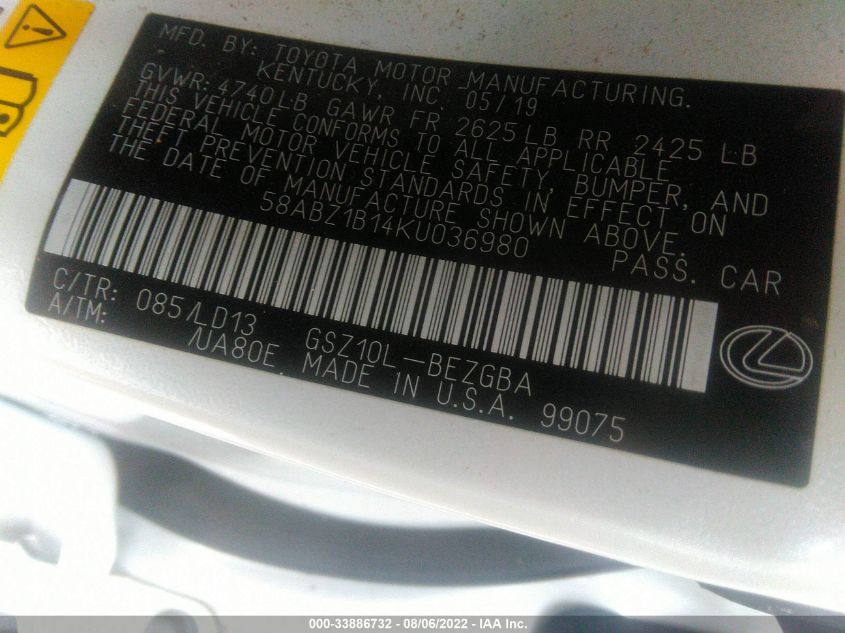 MFD. BY: TOYOTA MOTOR MANUFACTURING.
KENTUCKY, INC. 05/19
GVWR: 4740LB GAWR FR 2625LB RR 2425 LB
THIS VEHICLE CONFORMS TO ALL APPLICABLE
FEDERAL MOTOR VEHICLE SAFETY, BUMPER, AND
THEFT PREVENTION STANDARDS IN EFFECT ON
THE DATE OF MANUFACTURE SHOWN ABOVE.
58ABZ1B14KU036980 PASS. CAR
C/TR: 085/LD13 GSZ10L-BEZGBA
A/TM: /UA80E MADE IN U.S.A. 99075
000-33886732 - 08/06/2022 - IAA Inc.